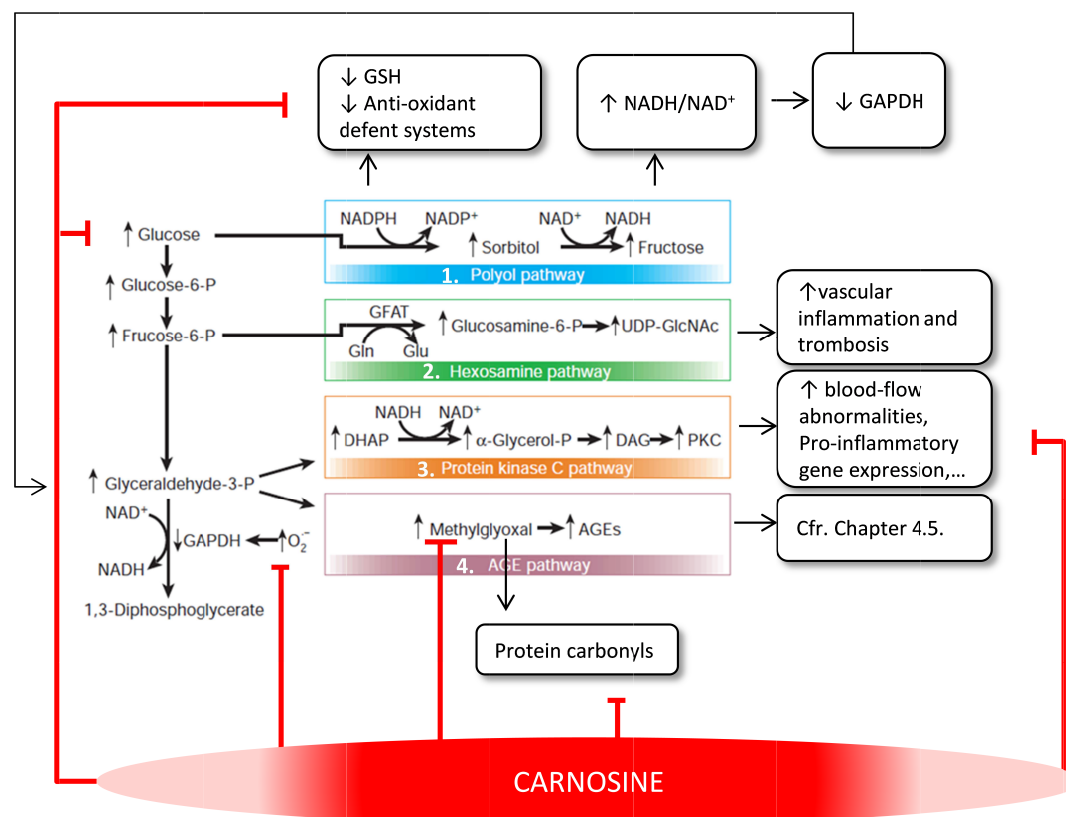 ↓ GSH
↓ Anti-oxidant
defent systems
↑ NADH/NAD⁺
↓ GAPDH
NADPH NADP⁺ NAD⁺ NADH
↑ Glucose
↑ Sorbitol ↑ Fructose
1. Polyol pathway
↑ Glucose-6-P
↑ Frucose-6-P
GFAT
↑ Glucosamine-6-P → ↑ UDP-GlcNAc
Gln Glu
2. Hexosamine pathway
↑vascular
inflammation and
trombosis
NADH NAD⁺
↑ DHAP ↑ α-Glycerol-P → ↑ DAG → ↑ PKC
3. Protein kinase C pathway
↑ blood-flow
abnormalities,
Pro-inflammatory
gene expression,...
↑ Glyceraldehyde-3-P
NAD⁺
↓GAPDH ← ↑O₂·⁻
NADH
1,3-Diphosphoglycerate
↑ Methylglyoxal → ↑ AGEs
4. AGE pathway
Cfr. Chapter 4.5.
Protein carbonyls
CARNOSINE